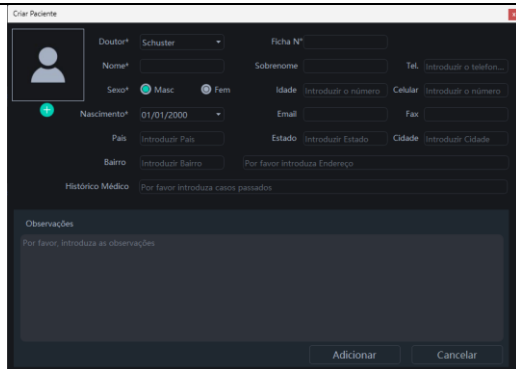 Criar Paciente
Doutor* Schuster Ficha N°
Nome* Sobrenome Tel. Introduzir o telefon...
Sexo* Masc Fem Idade Introduzir o número Celular Introduzir o número
Nascimento* 01/01/2000 Email Fax
País Introduzir País Estado Introduzir Estado Cidade Introduzir Cidade
Bairro Introduzir Bairro Por favor introduza Endereço
Histórico Médico Por favor introduza casos passados
Observações
Por favor, Introduza as observações
Adicionar Cancelar